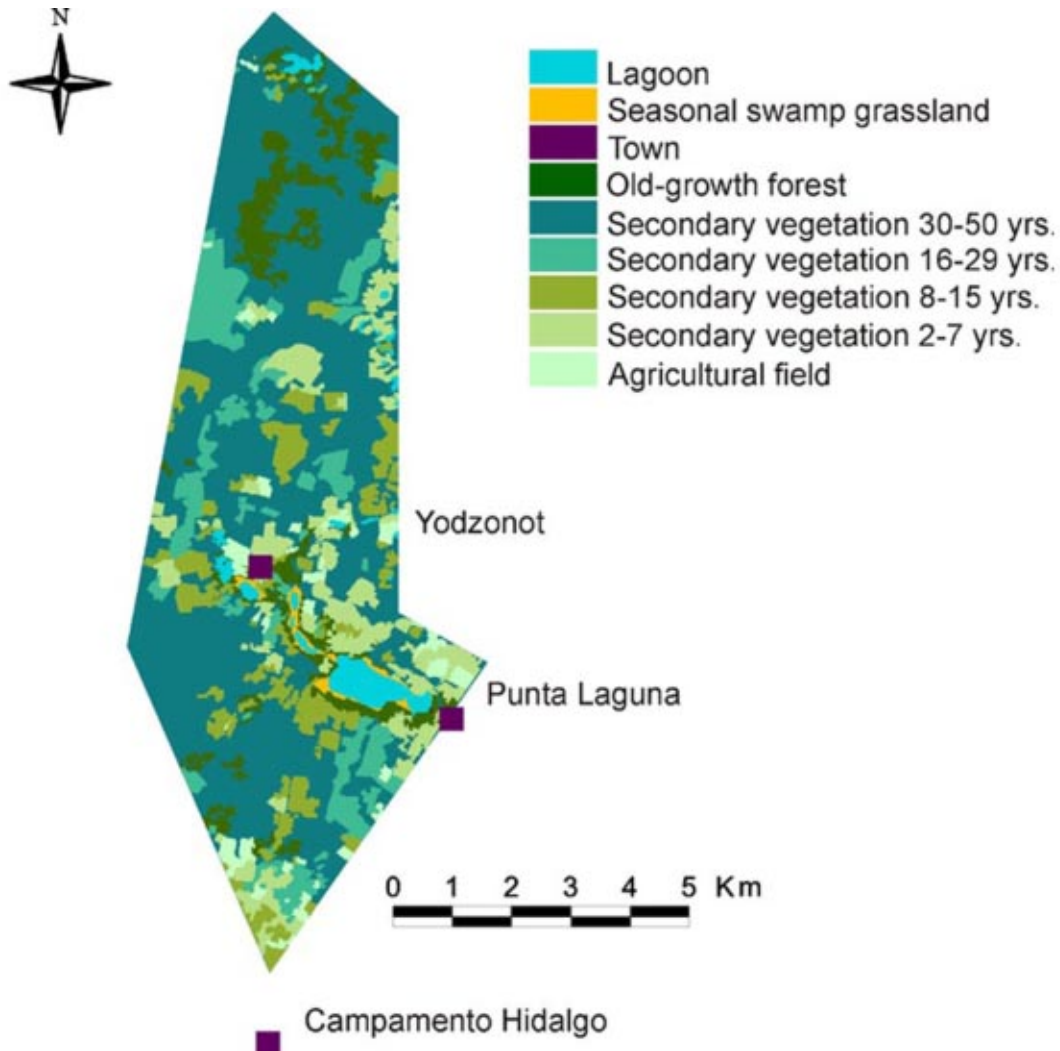 N
Lagoon
Seasonal swamp grassland
Town
Old-growth forest
Secondary vegetation 30-50 yrs.
Secondary vegetation 16-29 yrs.
Secondary vegetation 8-15 yrs.
Secondary vegetation 2-7 yrs.
Agricultural field
Yodzonot
Punta Laguna
0 1 2 3 4 5 Km
Campamento Hidalgo